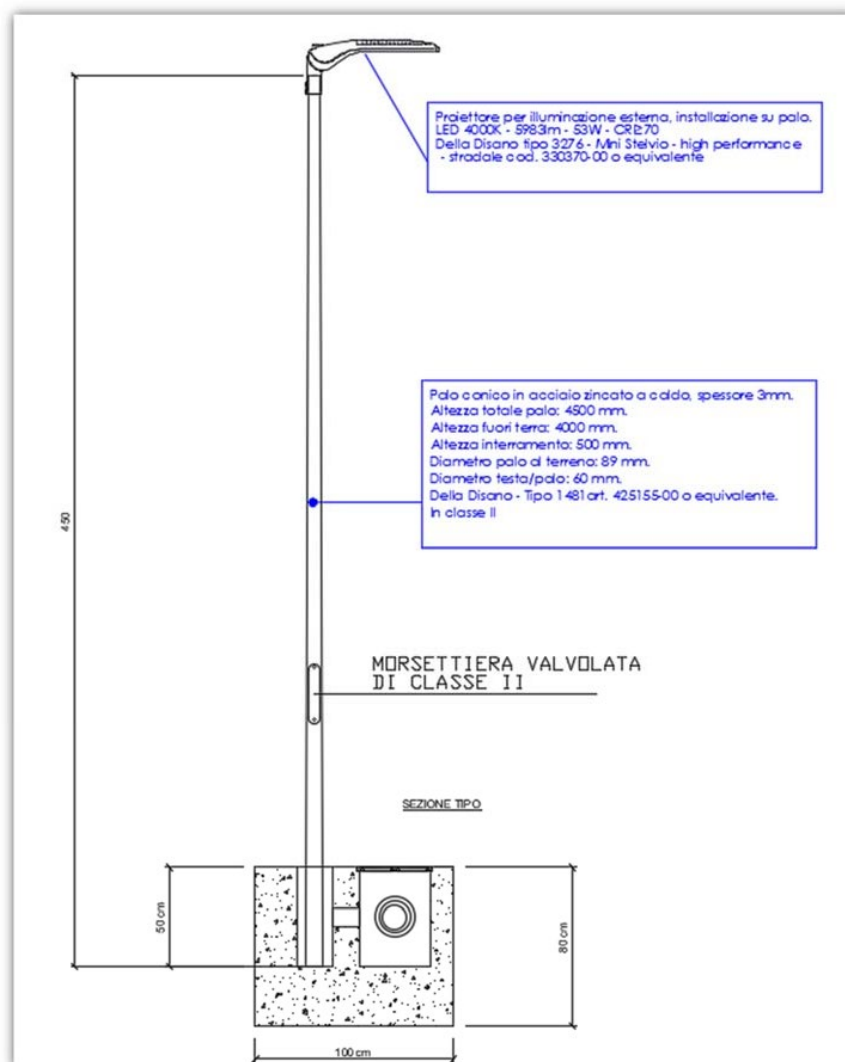 Proiettore per illuminazione esterna, installazione su palo.
LED 4000K - 5983lm - 53W - CRI≥70
Della Disano tipo 3276 - Mini Stelvio - high performance
- stradale cod. 330370-00 o equivalente
Palo conico in acciaio zincato a caldo, spessore 3mm.
Altezza totale palo: 4500 mm.
Altezza fuori terra: 4000 mm.
Altezza interramento: 500 mm.
Diametro palo al terreno: 89 mm.
Diametro testa/palo: 60 mm.
Della Disano - Tipo 1481 art. 425155-00 o equivalente.
In classe II
450
MORSETTIERA VALVOLATA
DI CLASSE II
SEZIONE TIPO
50 cm
80 cm
100 cm